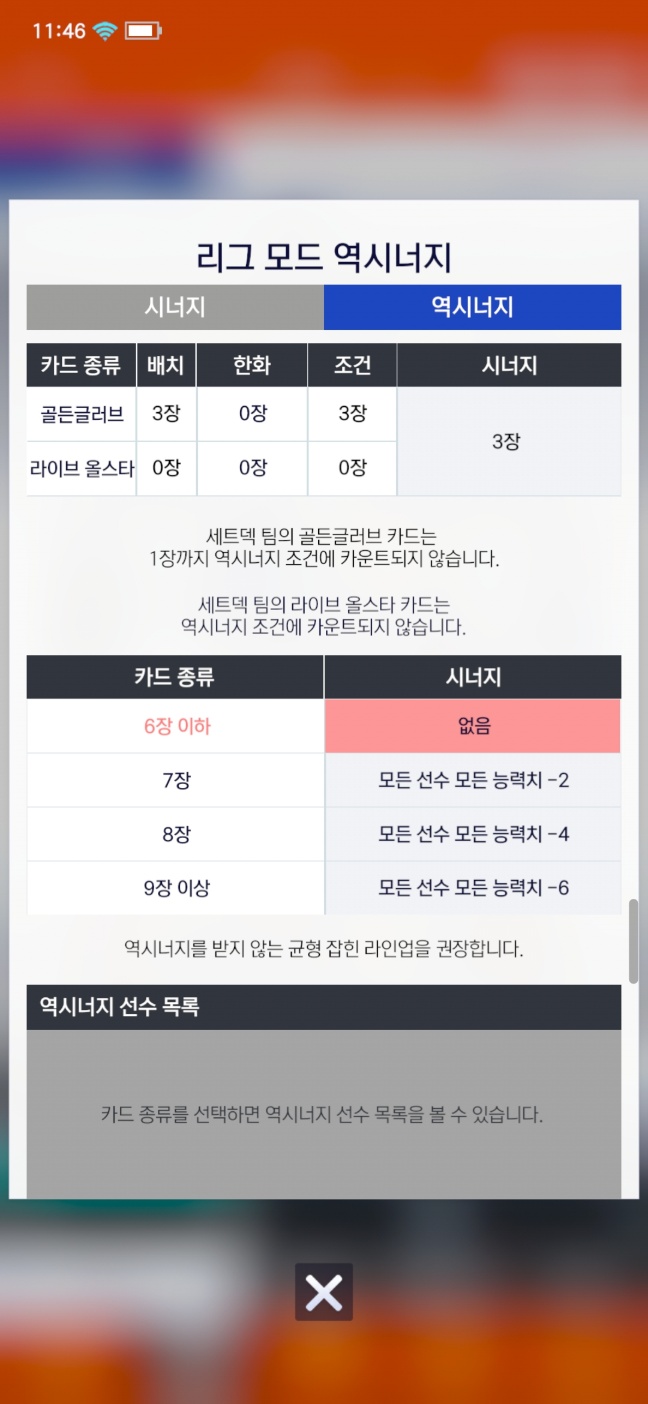 11:46
리그 모드 역시너지
시너지 역시너지
카드 종류 배치 한화 조건 시너지
골든글러브 3장 0장 3장
3장
라이브 올스타 0장 0장 0장
세트덱 팀의 골든글러브 카드는
1장까지 역시너지 조건에 카운트되지 않습니다.
세트덱 팀의 라이브 올스타 카드는
역시너지 조건에 카운트되지 않습니다.
카드 종류 시너지
6장 이하 없음
7장 모든 선수 모든 능력치 -2
8장 모든 선수 모든 능력치 -4
9장 이상 모든 선수 모든 능력치 -6
역시너지를 받지 않는 균형 잡힌 라인업을 권장합니다.
역시너지 선수 목록
카드 종류를 선택하면 역시너지 선수 목록을 볼 수 있습니다.